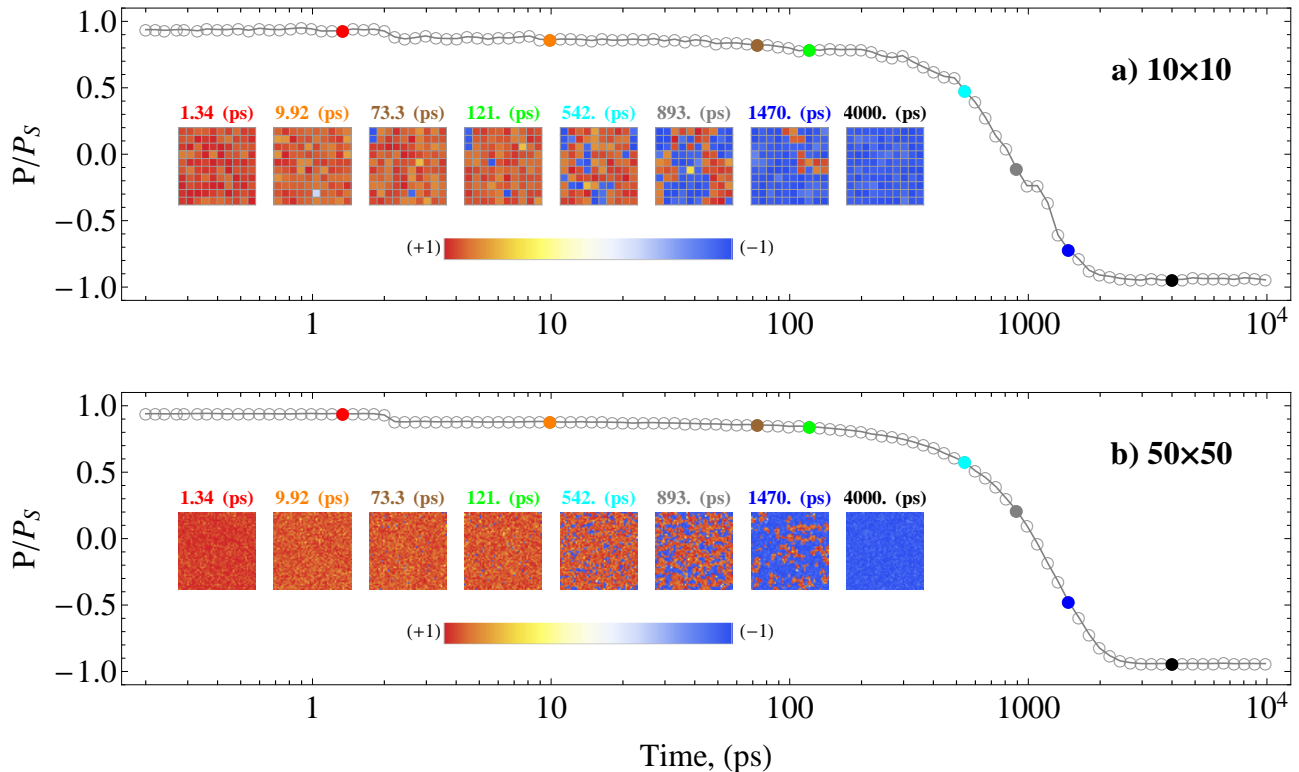 a) 10×10
P/P_S
1.0
0.5
0.0
−0.5
−1.0
1.34 (ps) 9.92 (ps) 73.3 (ps) 121. (ps) 542. (ps) 893. (ps) 1470. (ps) 4000. (ps)
(+1) (−1)
1 10 100 1000 10⁴
b) 50×50
P/P_S
1.0
0.5
0.0
−0.5
−1.0
1.34 (ps) 9.92 (ps) 73.3 (ps) 121. (ps) 542. (ps) 893. (ps) 1470. (ps) 4000. (ps)
(+1) (−1)
1 10 100 1000 10⁴
Time, (ps)